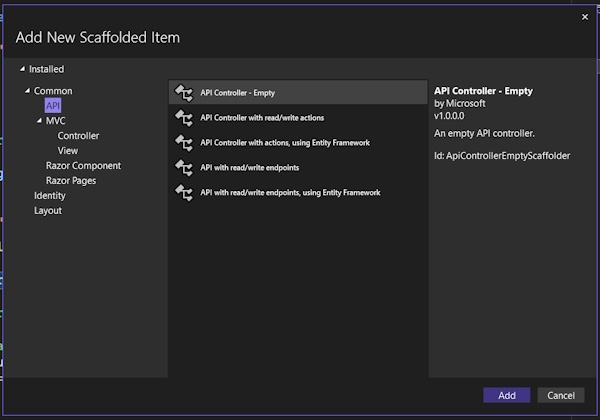 Add New Scaffolded Item
Installed
Common
API
MVC
Controller
View
Razor Component
Razor Pages
Identity
Layout
API Controller - Empty
API Controller with read/write actions
API Controller with actions, using Entity Framework
API with read/write endpoints
API with read/write endpoints, using Entity Framework
API Controller - Empty
by Microsoft
v1.0.0.0
An empty API controller.
Id: ApiControllerEmptyScaffolder
Add
Cancel